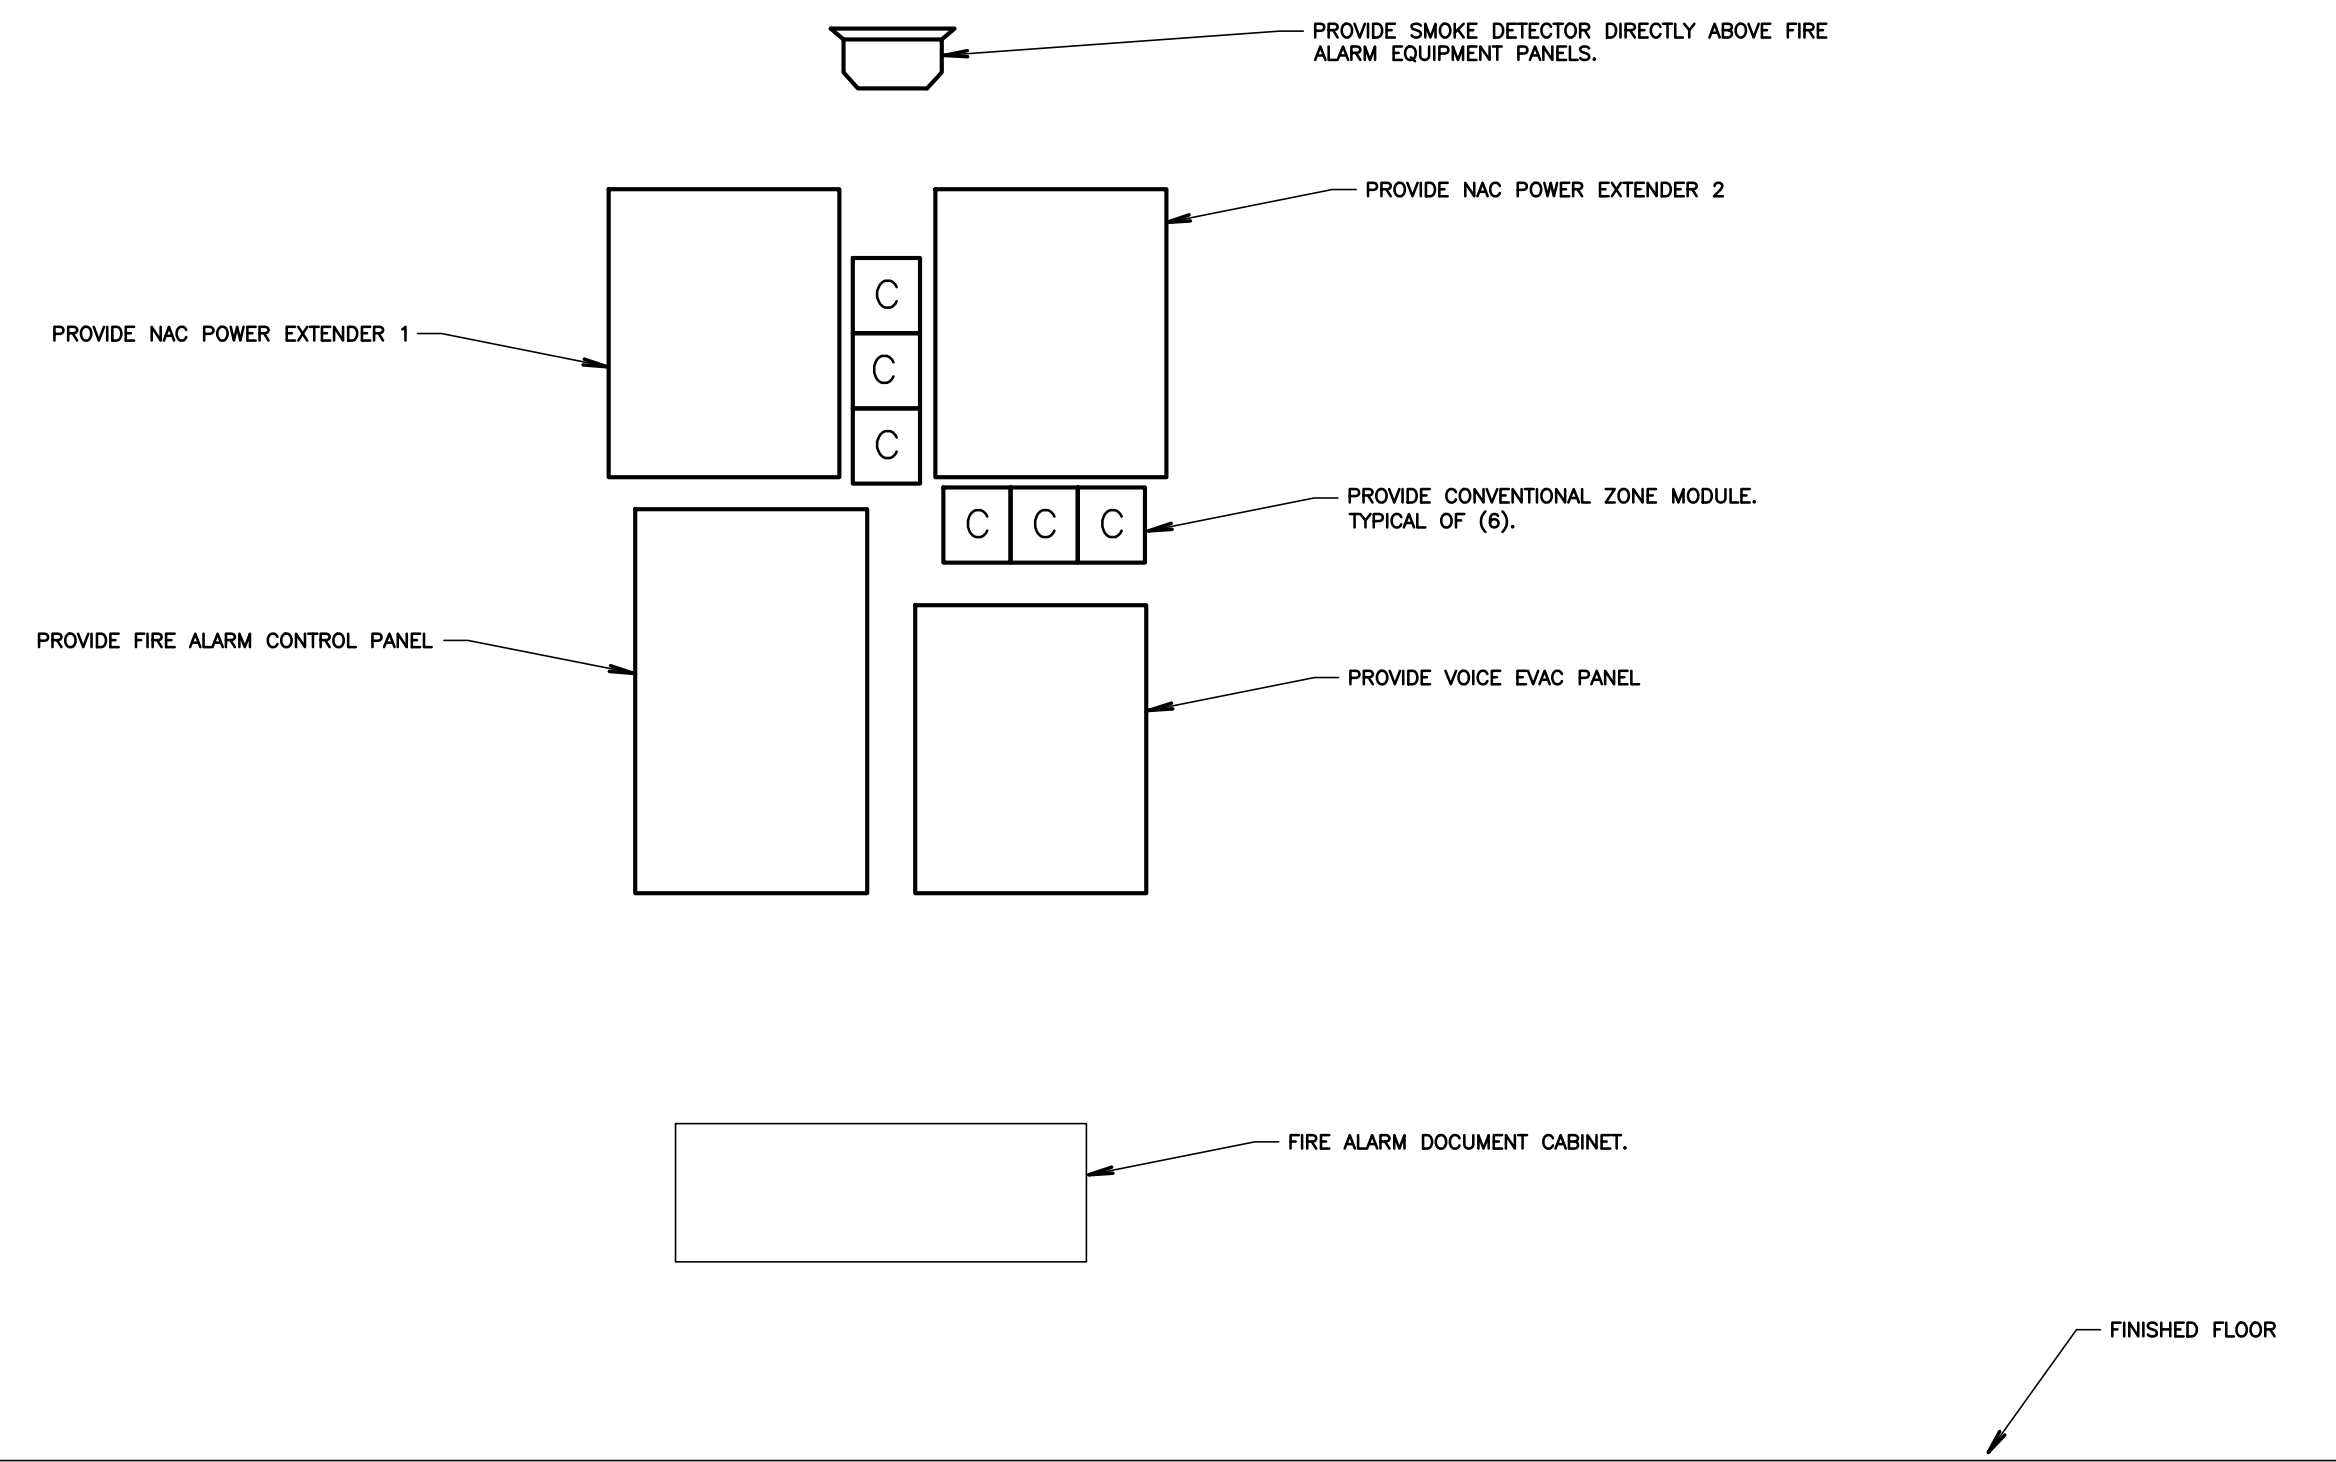 PROVIDE SMOKE DETECTOR DIRECTLY ABOVE FIRE
ALARM EQUIPMENT PANELS.
PROVIDE NAC POWER EXTENDER 2
C
PROVIDE NAC POWER EXTENDER 1
C
C
PROVIDE CONVENTIONAL ZONE MODULE.
TYPICAL OF (6).
C C C
PROVIDE FIRE ALARM CONTROL PANEL
PROVIDE VOICE EVAC PANEL
FIRE ALARM DOCUMENT CABINET.
FINISHED FLOOR